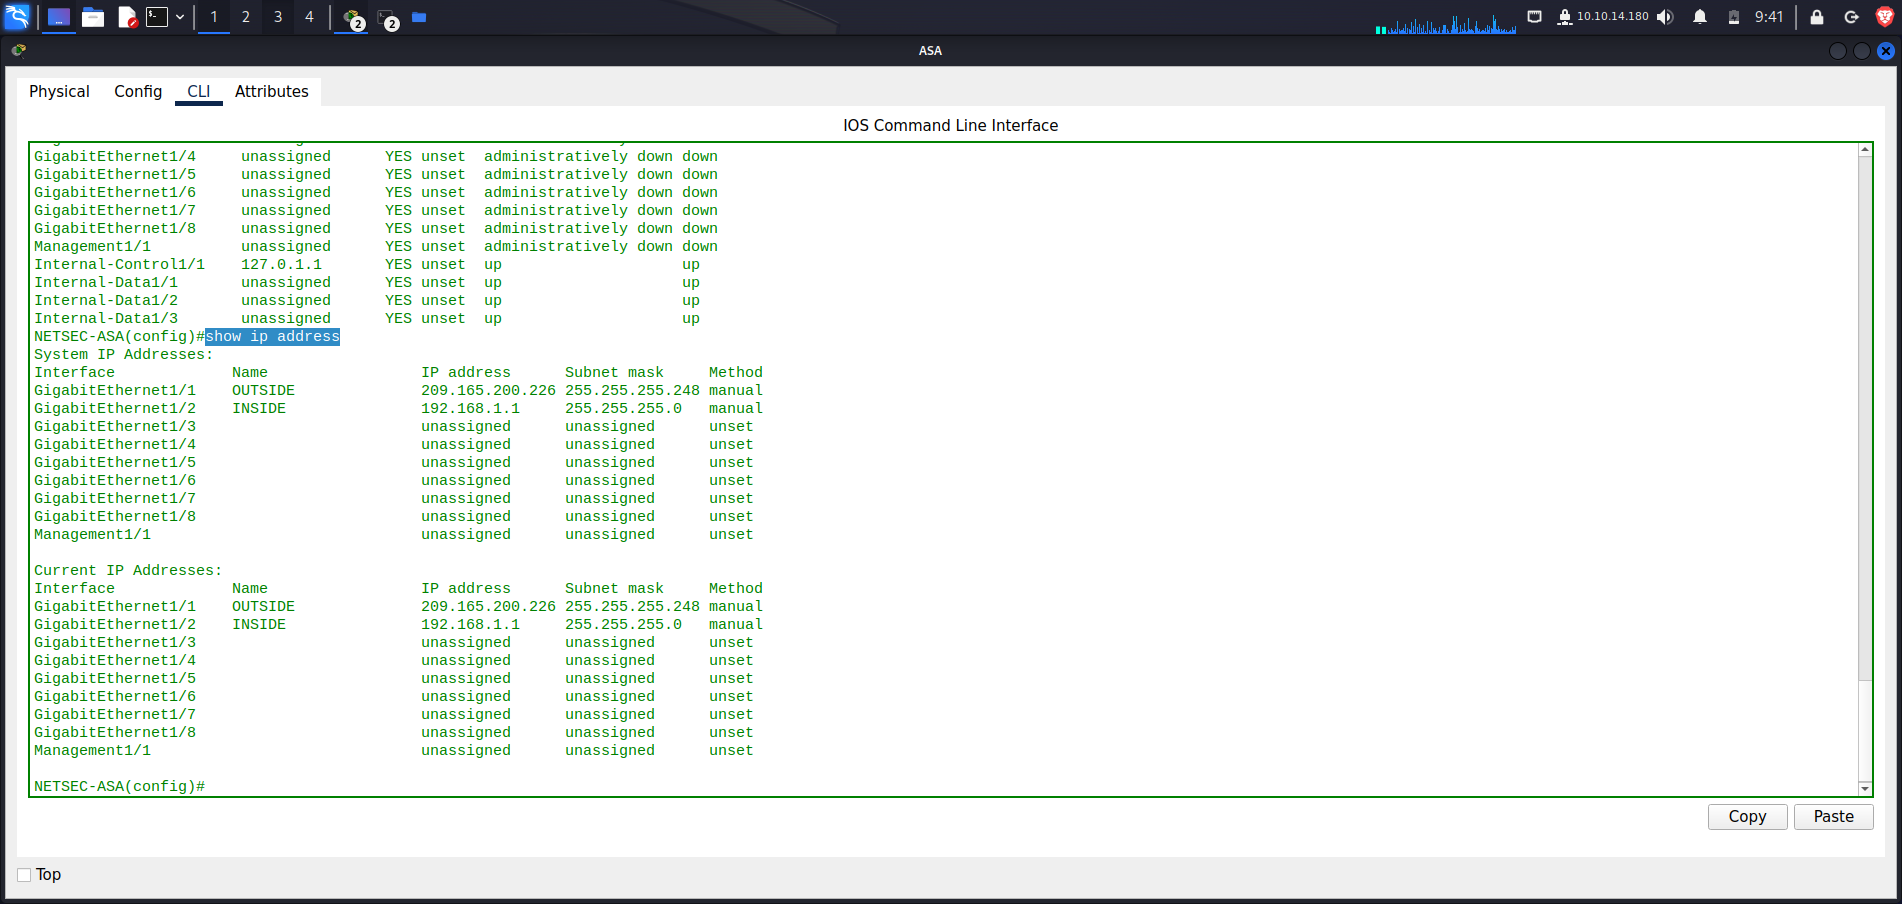 1 2 3 4 2 2 10.10.14.180 9:41
ASA
Physical Config CLI Attributes
IOS Command Line Interface
GigabitEthernet1/4 unassigned YES unset administratively down down
GigabitEthernet1/5 unassigned YES unset administratively down down
GigabitEthernet1/6 unassigned YES unset administratively down down
GigabitEthernet1/7 unassigned YES unset administratively down down
GigabitEthernet1/8 unassigned YES unset administratively down down
Management1/1 unassigned YES unset administratively down down
Internal-Control1/1 127.0.1.1 YES unset up up
Internal-Data1/1 unassigned YES unset up up
Internal-Data1/2 unassigned YES unset up up
Internal-Data1/3 unassigned YES unset up up
NETSEC-ASA(config)#show ip address
System IP Addresses:
Interface Name IP address Subnet mask Method
GigabitEthernet1/1 OUTSIDE 209.165.200.226 255.255.255.248 manual
GigabitEthernet1/2 INSIDE 192.168.1.1 255.255.255.0 manual
GigabitEthernet1/3 unassigned unassigned unset
GigabitEthernet1/4 unassigned unassigned unset
GigabitEthernet1/5 unassigned unassigned unset
GigabitEthernet1/6 unassigned unassigned unset
GigabitEthernet1/7 unassigned unassigned unset
GigabitEthernet1/8 unassigned unassigned unset
Management1/1 unassigned unassigned unset
Current IP Addresses:
Interface Name IP address Subnet mask Method
GigabitEthernet1/1 OUTSIDE 209.165.200.226 255.255.255.248 manual
GigabitEthernet1/2 INSIDE 192.168.1.1 255.255.255.0 manual
GigabitEthernet1/3 unassigned unassigned unset
GigabitEthernet1/4 unassigned unassigned unset
GigabitEthernet1/5 unassigned unassigned unset
GigabitEthernet1/6 unassigned unassigned unset
GigabitEthernet1/7 unassigned unassigned unset
GigabitEthernet1/8 unassigned unassigned unset
Management1/1 unassigned unassigned unset
NETSEC-ASA(config)#
Copy Paste
Top